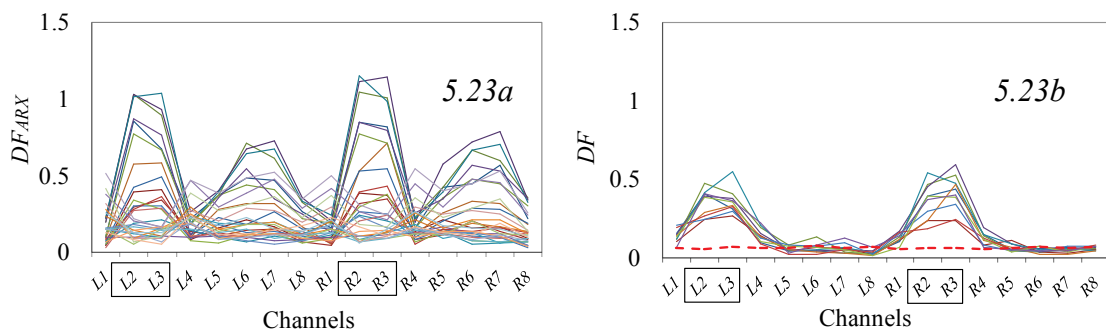 1.5
1
0.5
0
DFARX
5.23a
L1 L2 L3 L4 L5 L6 L7 L8 R1 R2 R3 R4 R5 R6 R7 R8
Channels
1.5
1
0.5
0
DF
5.23b
L1 L2 L3 L4 L5 L6 L7 L8 R1 R2 R3 R4 R5 R6 R7 R8
Channels